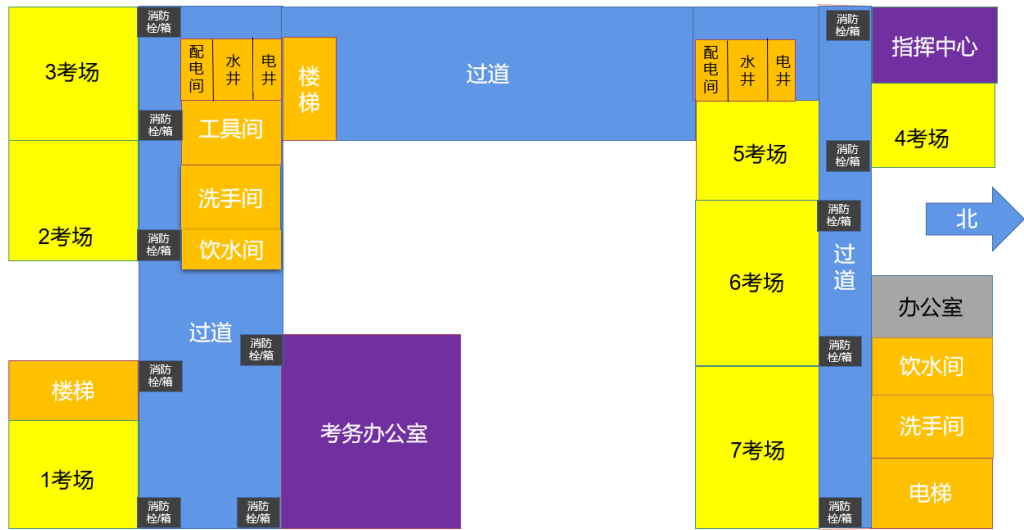 消防
栓/箱
3考场
配
电
间
水
井
电
井
楼
梯
过道
配
电
间
水
井
电
井
消防
栓/箱
指挥中心
消防
栓/箱
工具间
5考场
消防
栓/箱
4考场
洗手间
消防
栓/箱
北
2考场
消防
栓/箱
饮水间
过
道
6考场
办公室
过道
消防
栓/箱
消防
栓/箱
饮水间
楼梯
消防
栓/箱
考务办公室
洗手间
1考场
7考场
电梯
消防
栓/箱
消防
栓/箱
消防
栓/箱